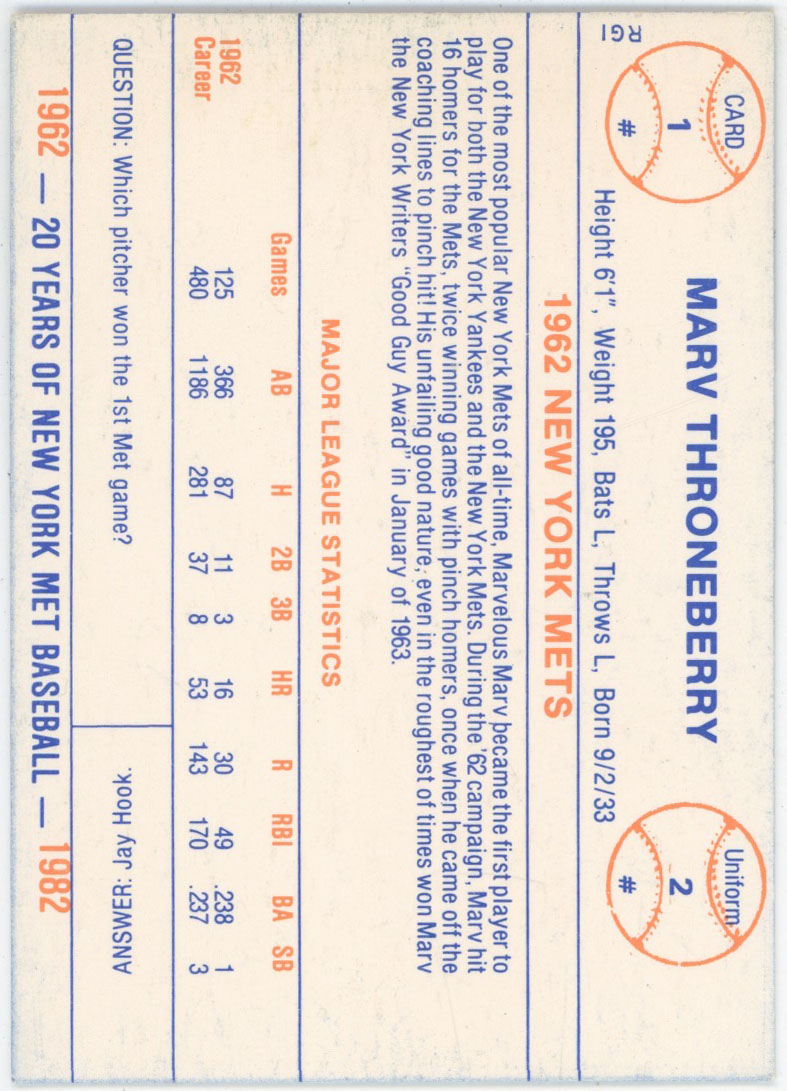 CARD
1
#
RGI
MARV THRONEBERRY
Uniform
2
#
Height 6'1", Weight 195, Bats L, Throws L, Born 9/2/33
1962 NEW YORK METS
One of the most popular New York Mets of all-time, Marvelous Marv became the first player to
play for both the New York Yankees and the New York Mets. During the '62 campaign, Marv hit
16 homers for the Mets, twice winning games with pinch homers, once when he came off the
coaching lines to pinch hit! His unfailing good nature, even in the roughest of times won Marv
the New York Writers "Good Guy Award" in January of 1963.
MAJOR LEAGUE STATISTICS
Games AB H 2B 3B HR R RBI BA SB
1962 125 366 87 11 3 16 30 49 .238 1
Career 480 1186 281 37 8 53 143 170 .237 3
QUESTION: Which pitcher won the 1st Met game?
ANSWER: Jay Hook.
1962 — 20 YEARS OF NEW YORK MET BASEBALL — 1982